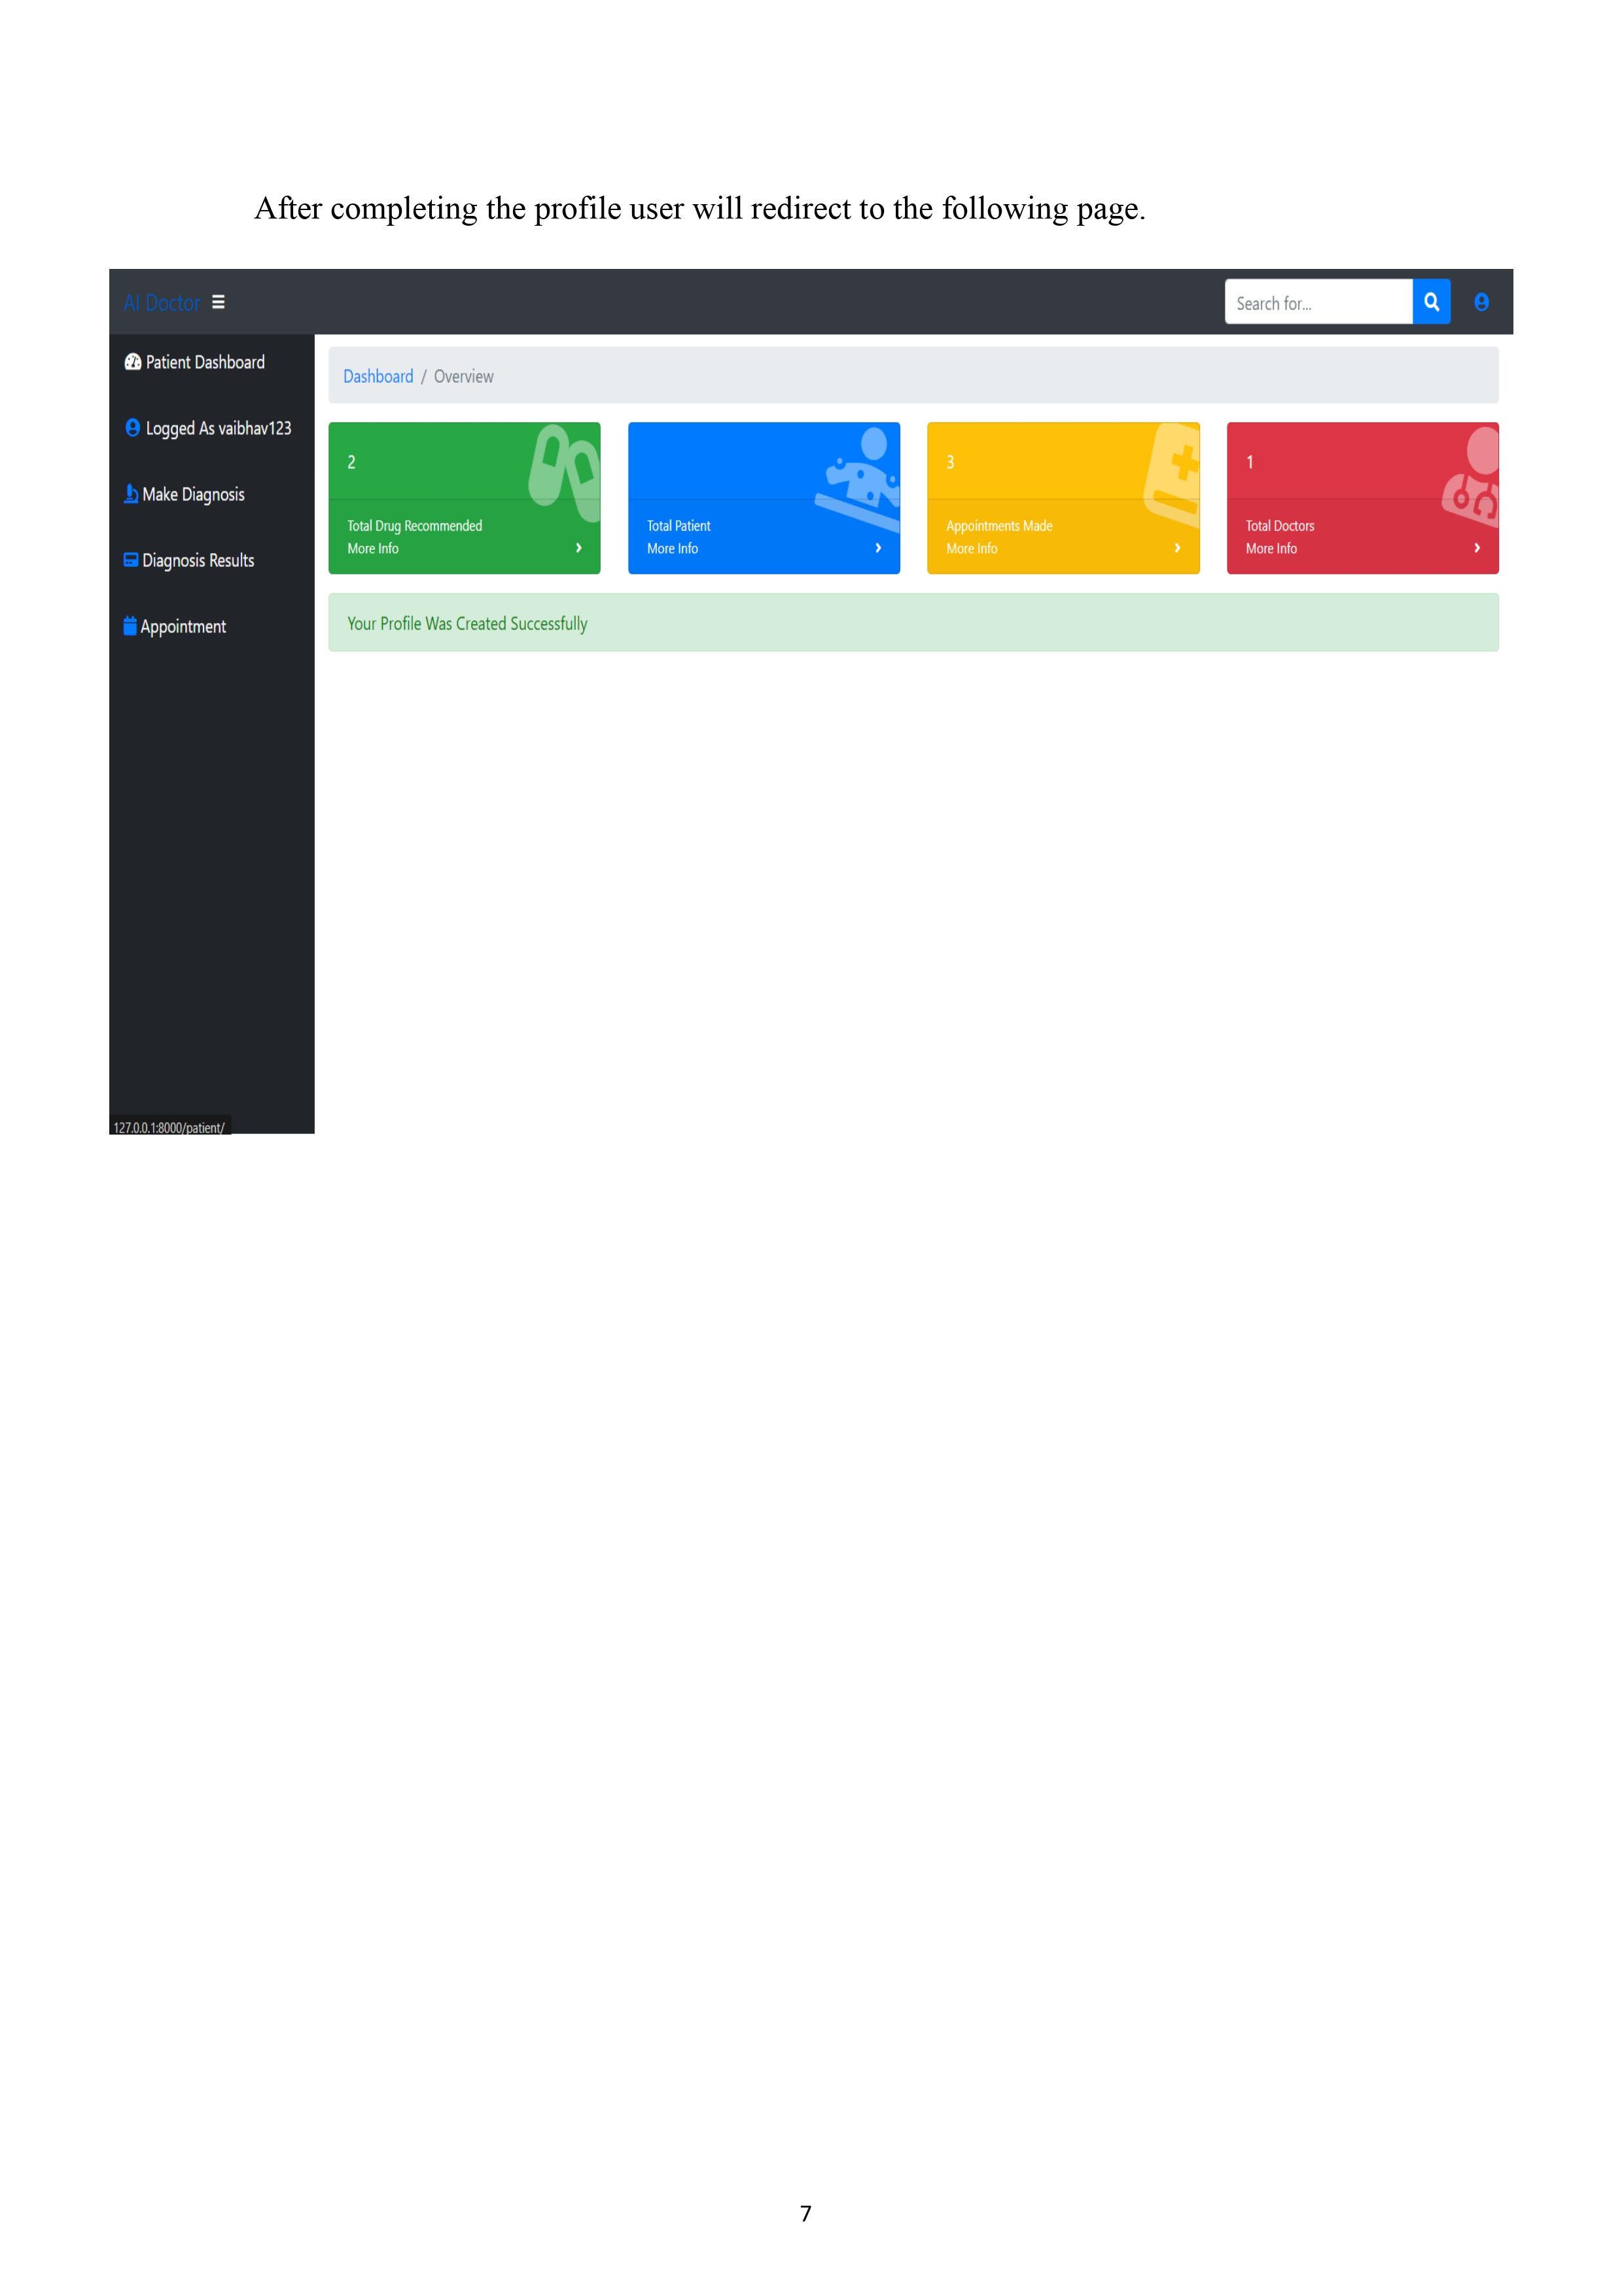 After completing the profile user will redirect to the following page.
AI Doctor
Search for...
Patient Dashboard
Logged As vaibhav123
Make Diagnosis
Diagnosis Results
Appointment
127.0.0.1:8000/patient/
Dashboard / Overview
2
Total Drug Recommended
More Info
Total Patient
More Info
3
Appointments Made
More Info
1
Total Doctors
More Info
Your Profile Was Created Successfully
7